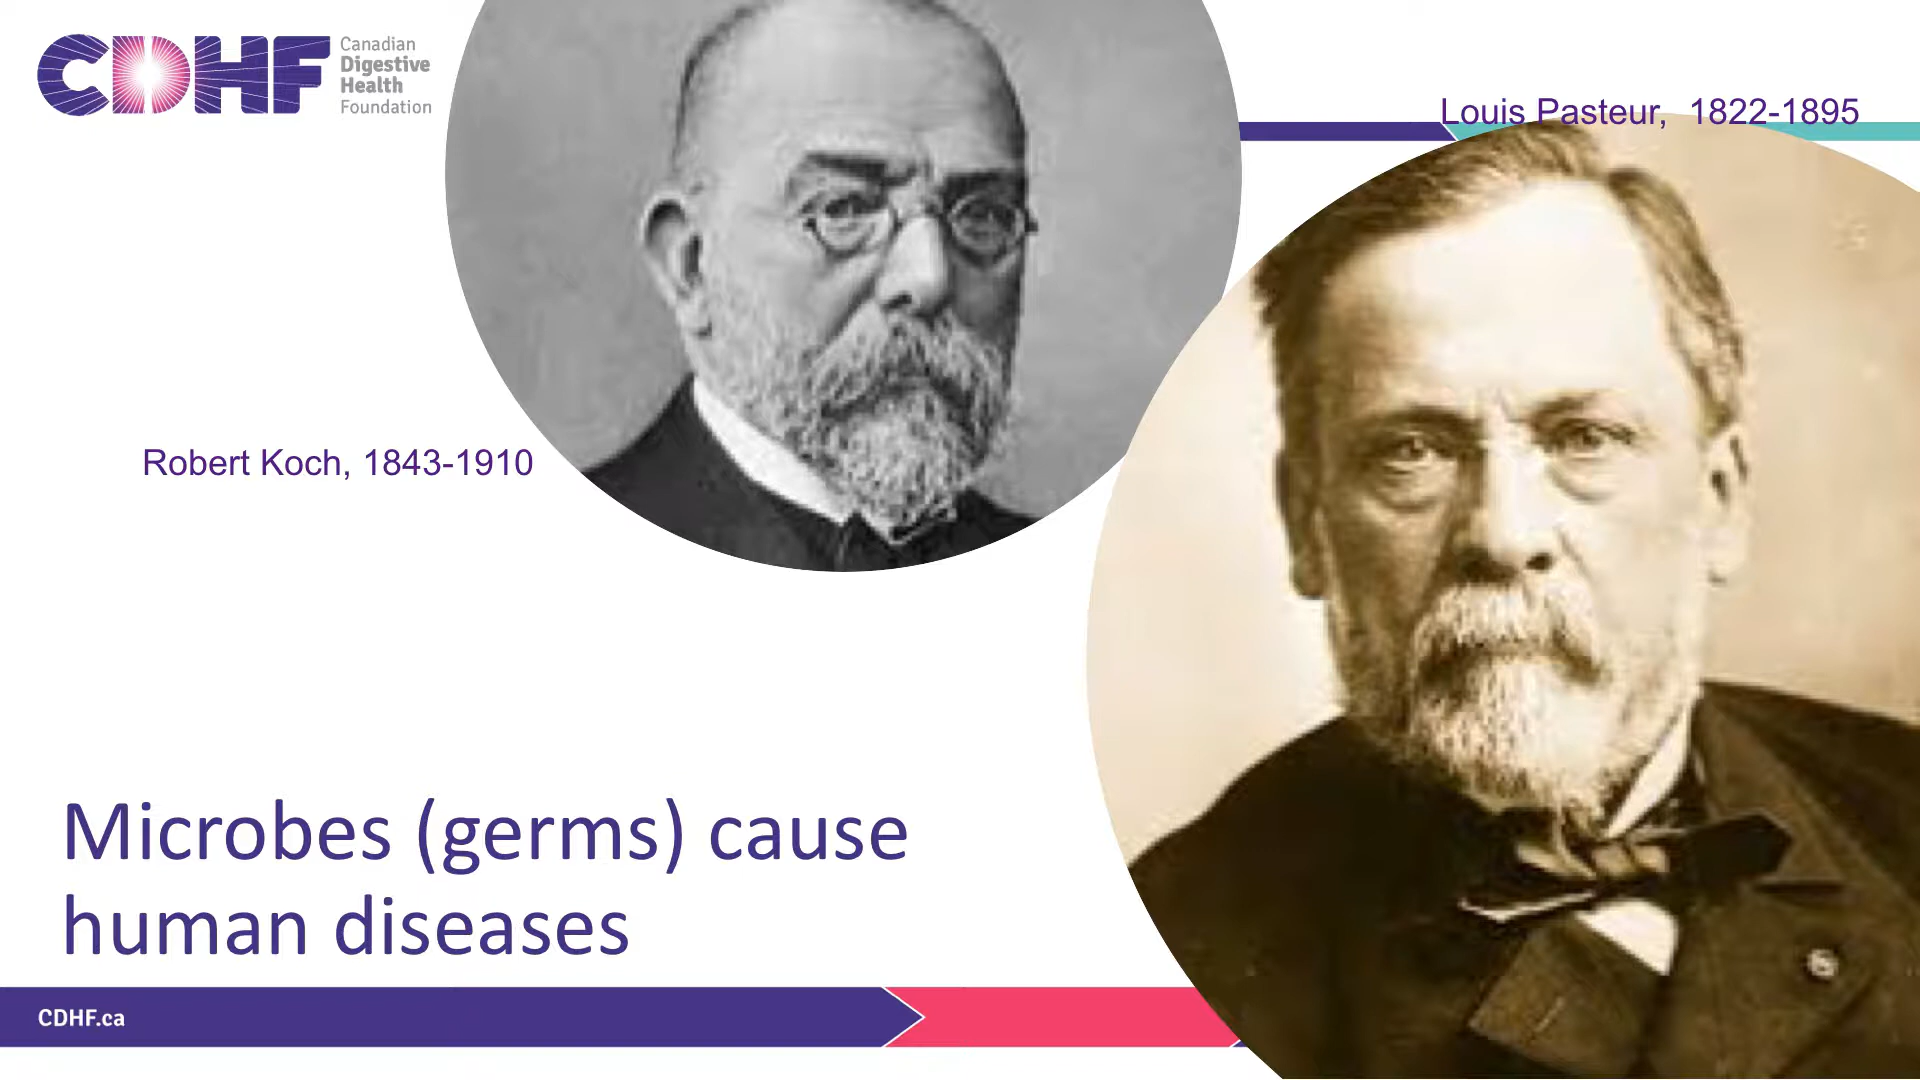 CDHF
Canadian
Digestive
Health
Foundation
Louis Pasteur, 1822-1895
Robert Koch, 1843-1910
Microbes (germs) cause
human diseases
CDHF.ca